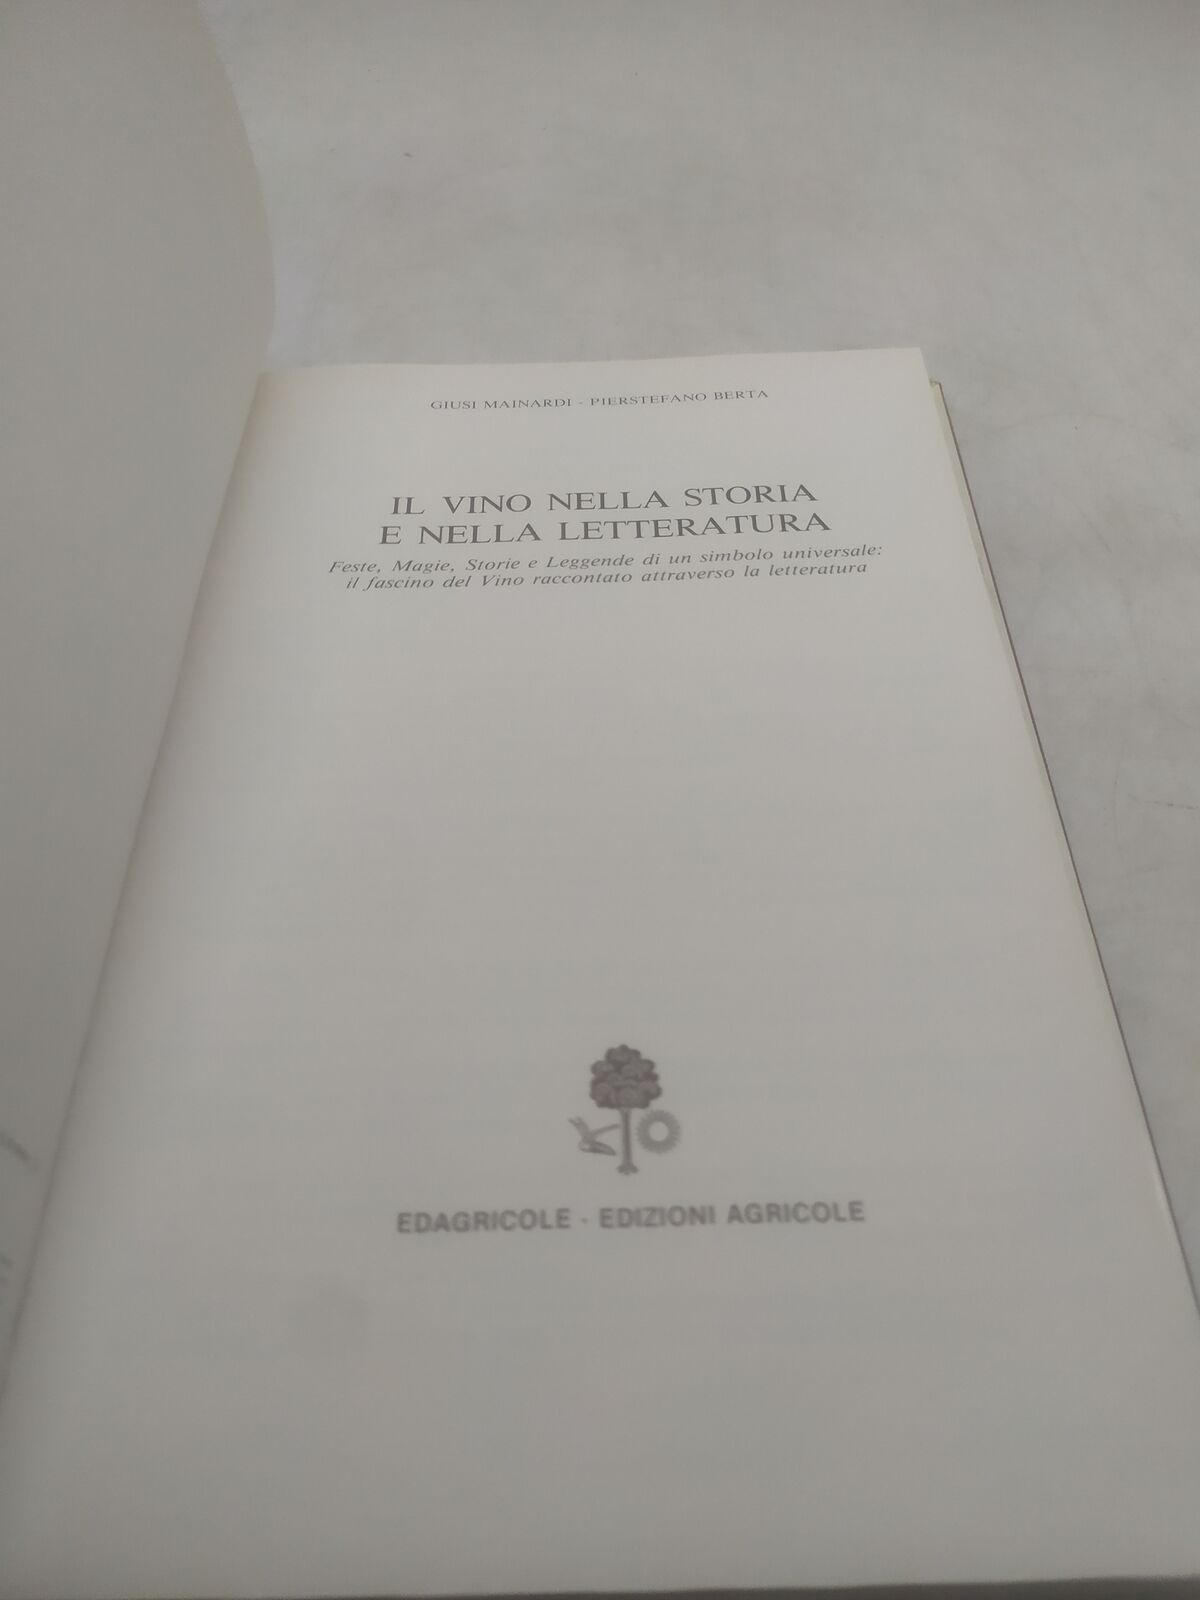 GIUSI MAINARDI - PIERSTEFANO BERTA
IL VINO NELLA STORIA
E NELLA LETTERATURA
Feste, Magie, Storie e Leggende di un simbolo universale:
il fascino del Vino raccontato attraverso la letteratura
EDAGRICOLE - EDIZIONI AGRICOLE